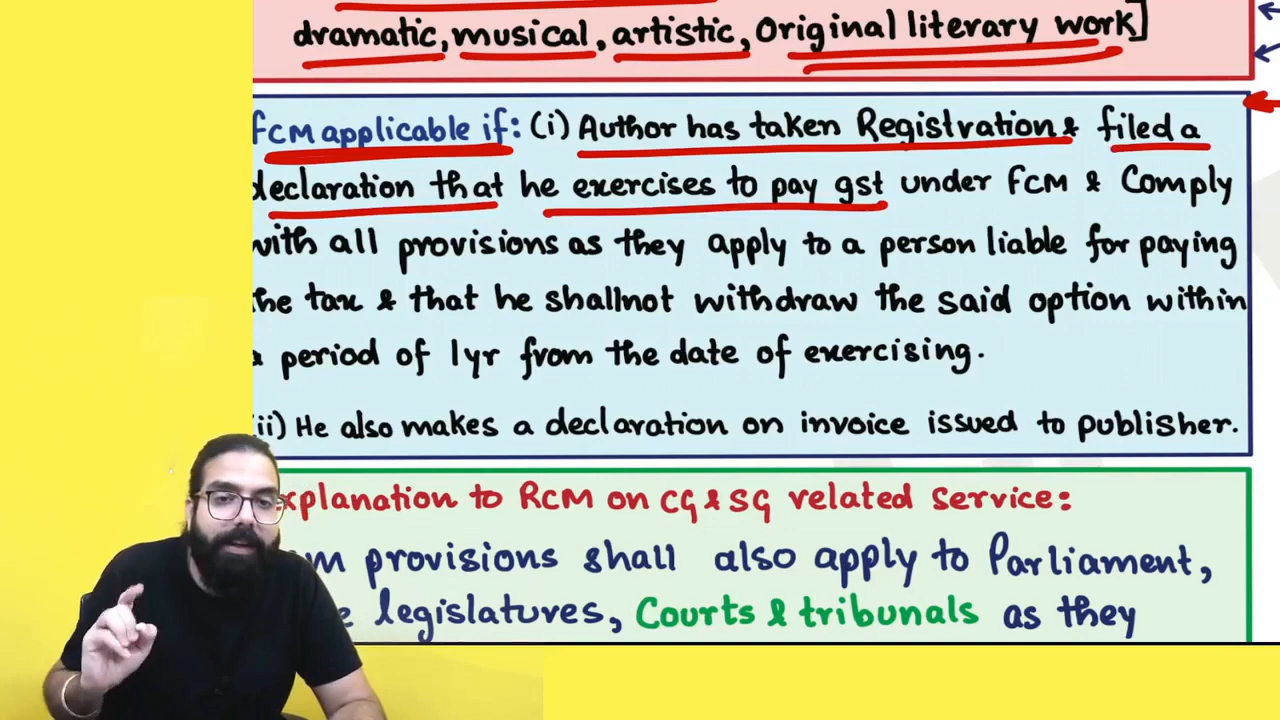 dramatic, musical, artistic, Original literary work]
FCM applicable if: (i) Author has taken Registration & filed a
declaration that he exercises to pay gst under FCM & Comply
with all provisions as they apply to a person liable for paying
the tax & that he shall not withdraw the said option within
a period of 1yr from the date of exercising.
ii) He also makes a declaration on invoice issued to publisher.
xplanation to RCM on CG & SG related Service:
m provisions shall also apply to Parliament,
e legislatures, Courts & tribunals as they